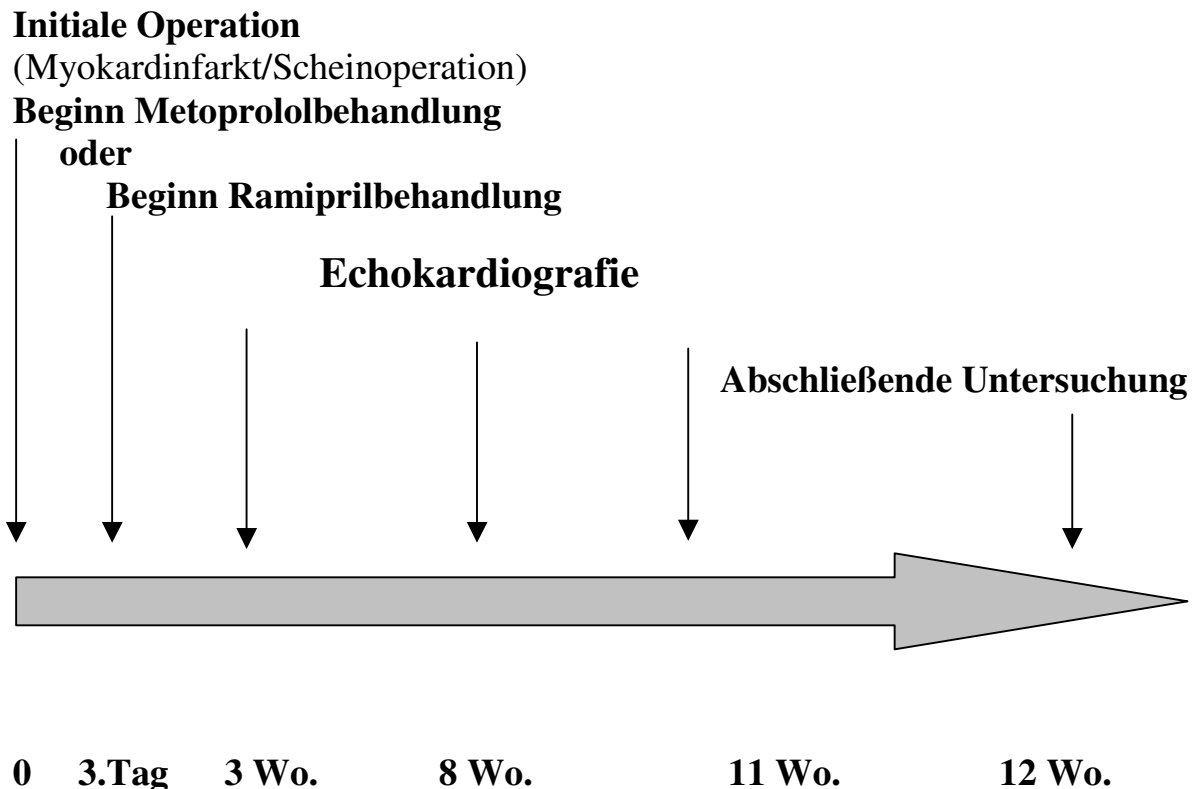 Initiale Operation
(Myokardinfarkt/Scheinoperation)
Beginn Metoprololbehandlung
oder
Beginn Ramiprilbehandlung
Echokardiografie
Abschließende Untersuchung
0 3.Tag 3 Wo. 8 Wo. 11 Wo. 12 Wo.